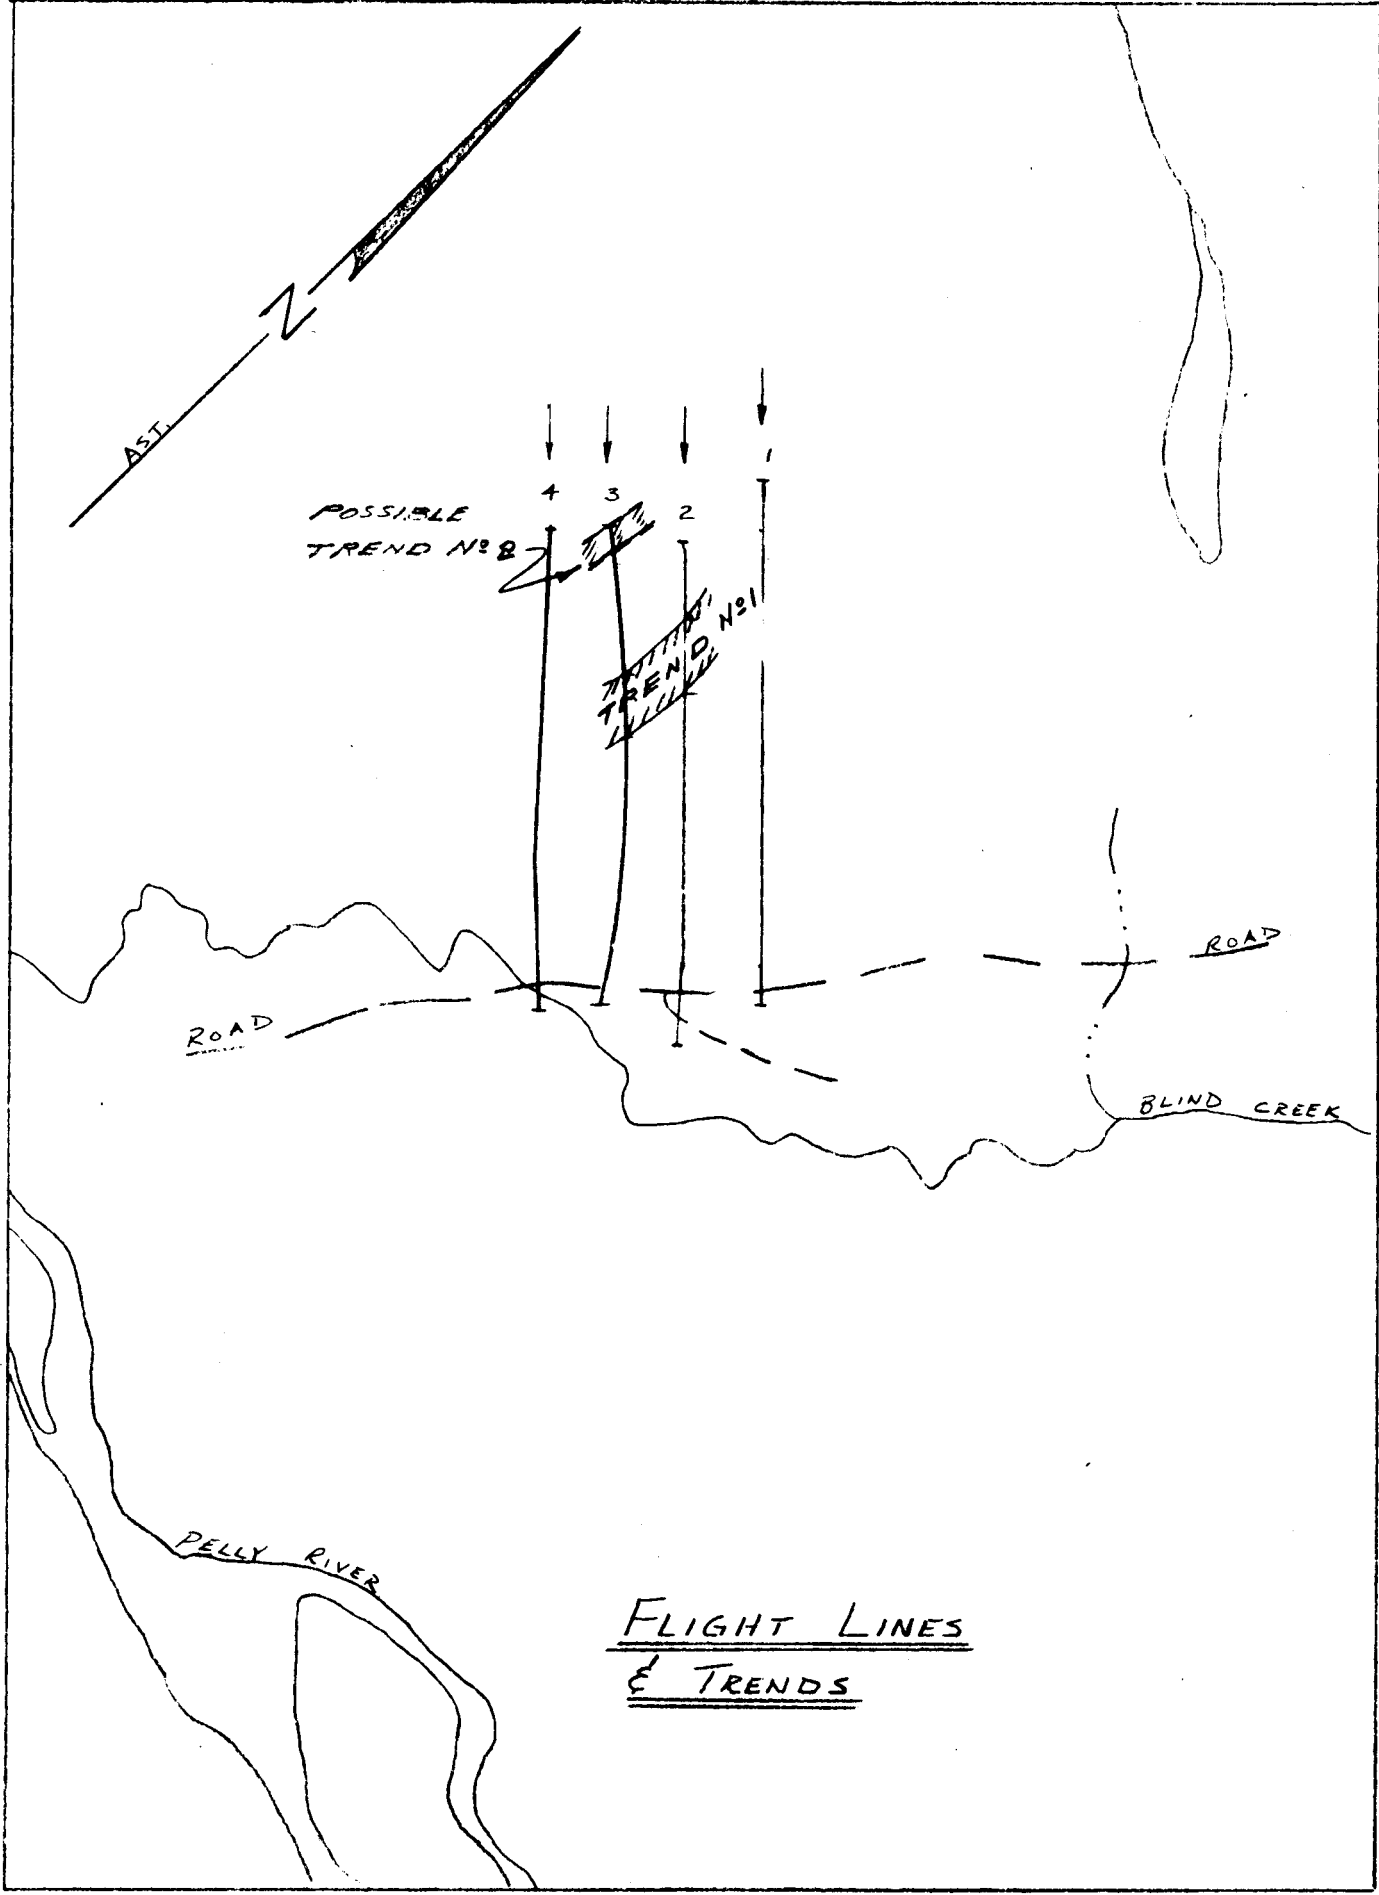 N
AST.
4 3 2 1
POSSIBLE
TREND Nº 2
TREND Nº1
ROAD
ROAD
BLIND CREEK
PELLY RIVER
FLIGHT LINES
& TRENDS